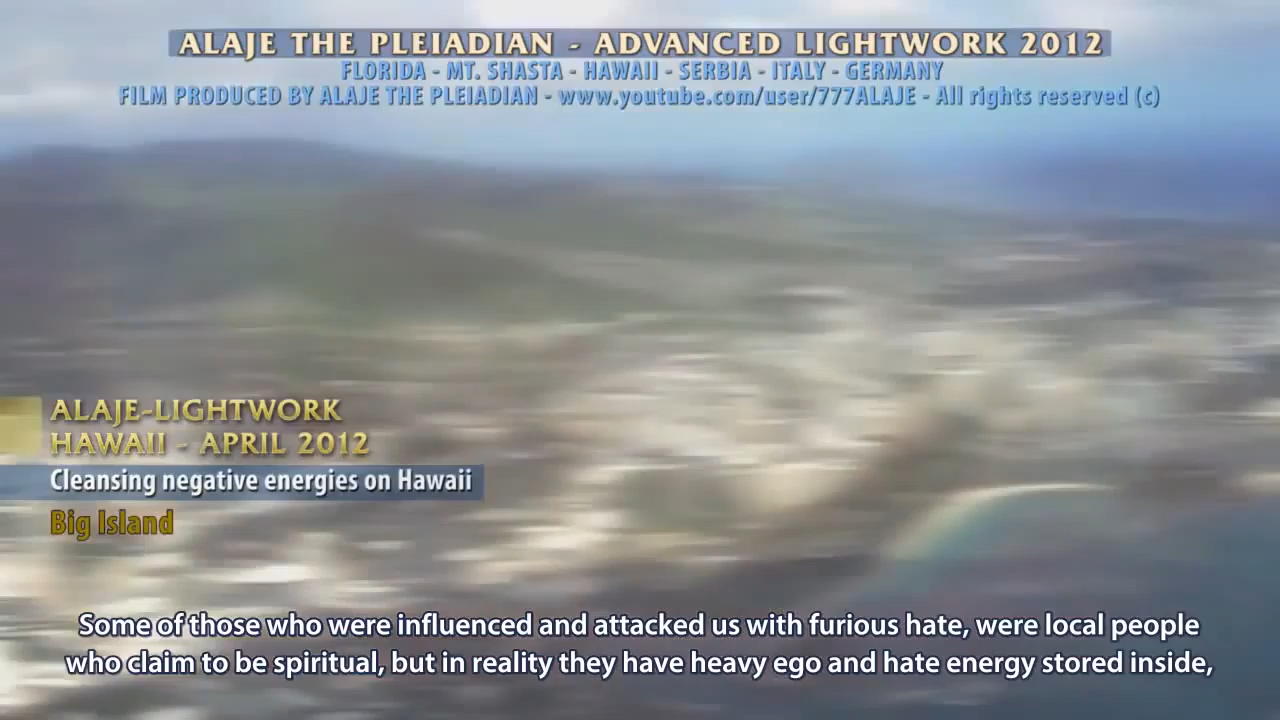 ALAJE THE PLEIADIAN - ADVANCED LIGHTWORK 2012
FLORIDA - MT. SHASTA - HAWAII - SERBIA - ITALY - GERMANY
FILM PRODUCED BY ALAJE THE PLEIADIAN - www.youtube.com/user/777ALAJE - All rights reserved (c)
ALAJE-LIGHTWORK
HAWAII - APRIL 2012
Cleansing negative energies on Hawaii
Big Island
Some of those who were influenced and attacked us with furious hate, were local people
who claim to be spiritual, but in reality they have heavy ego and hate energy stored inside,